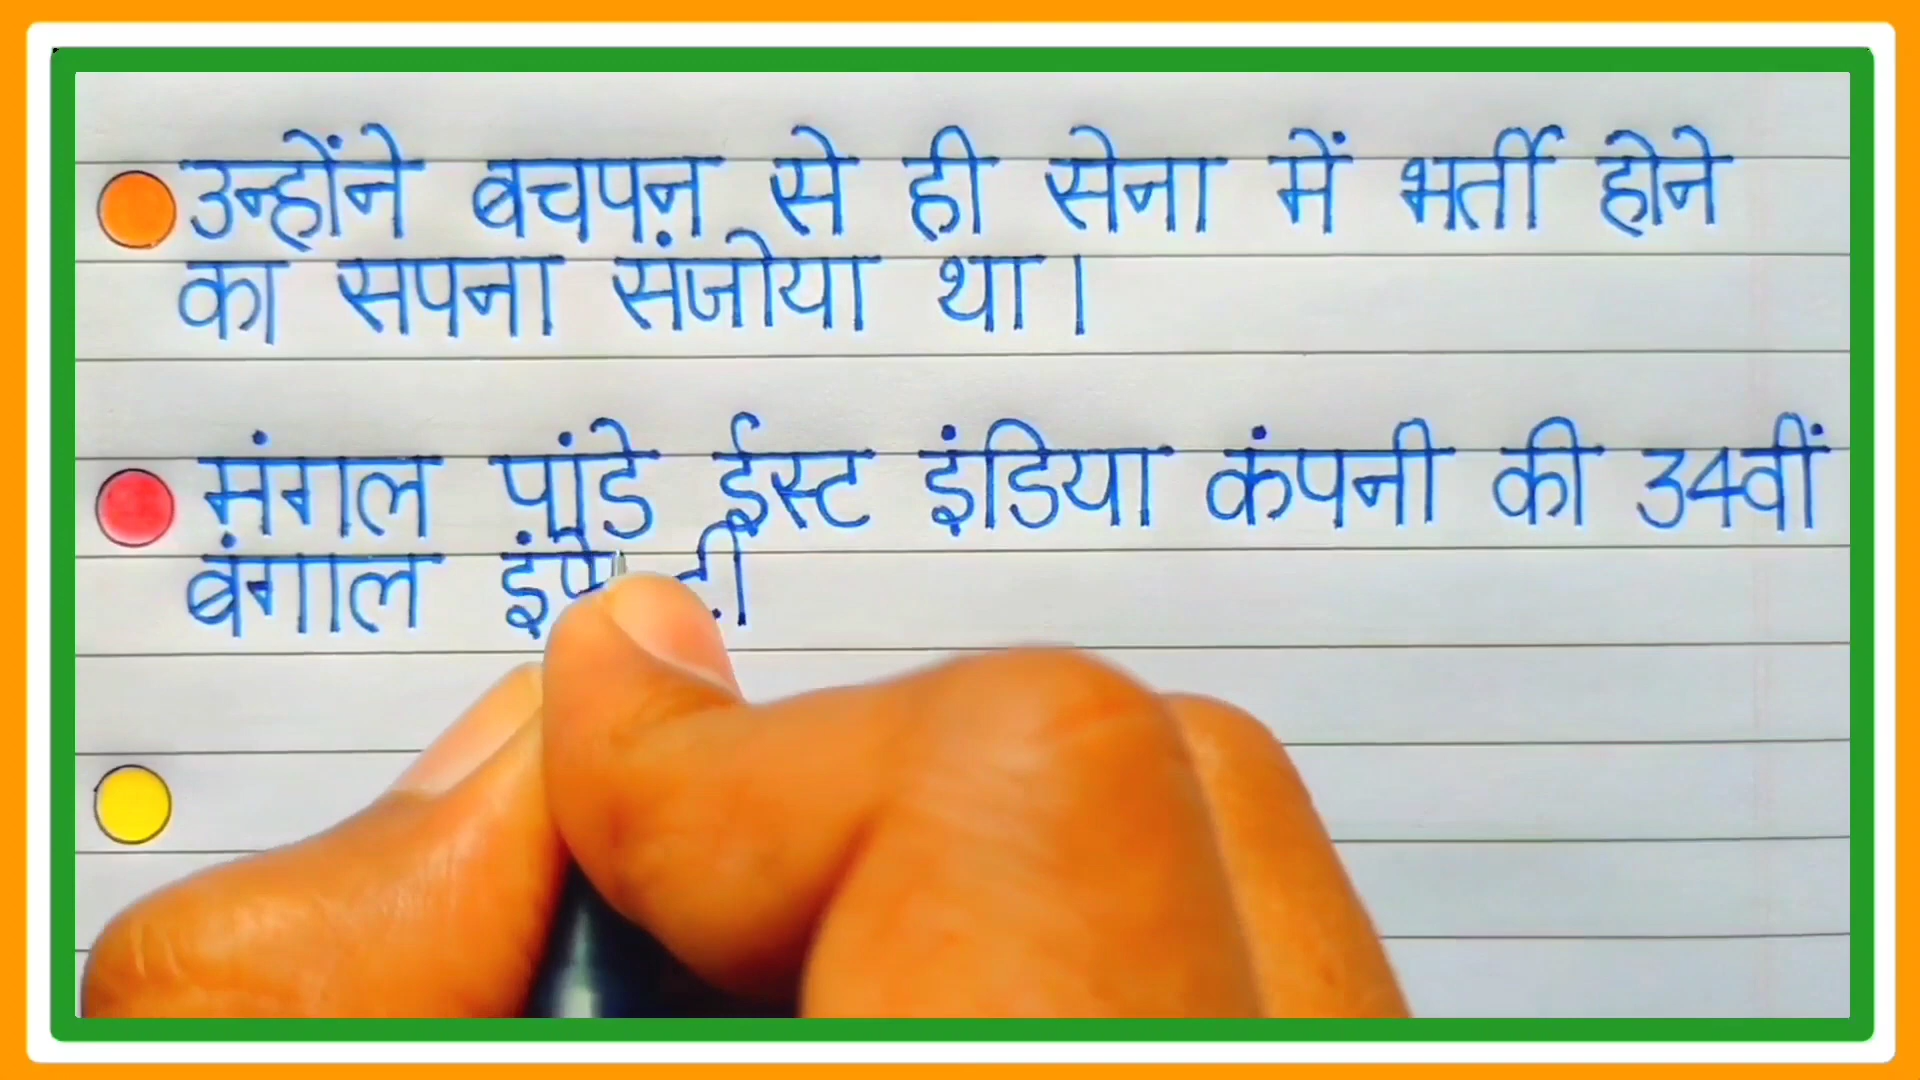 उन्होंने बचपन से ही सेना में भर्ती होने
का सपना संजोया था।
मंगल पांडे ईस्ट इंडिया कंपनी की 34वीं
बंगाल